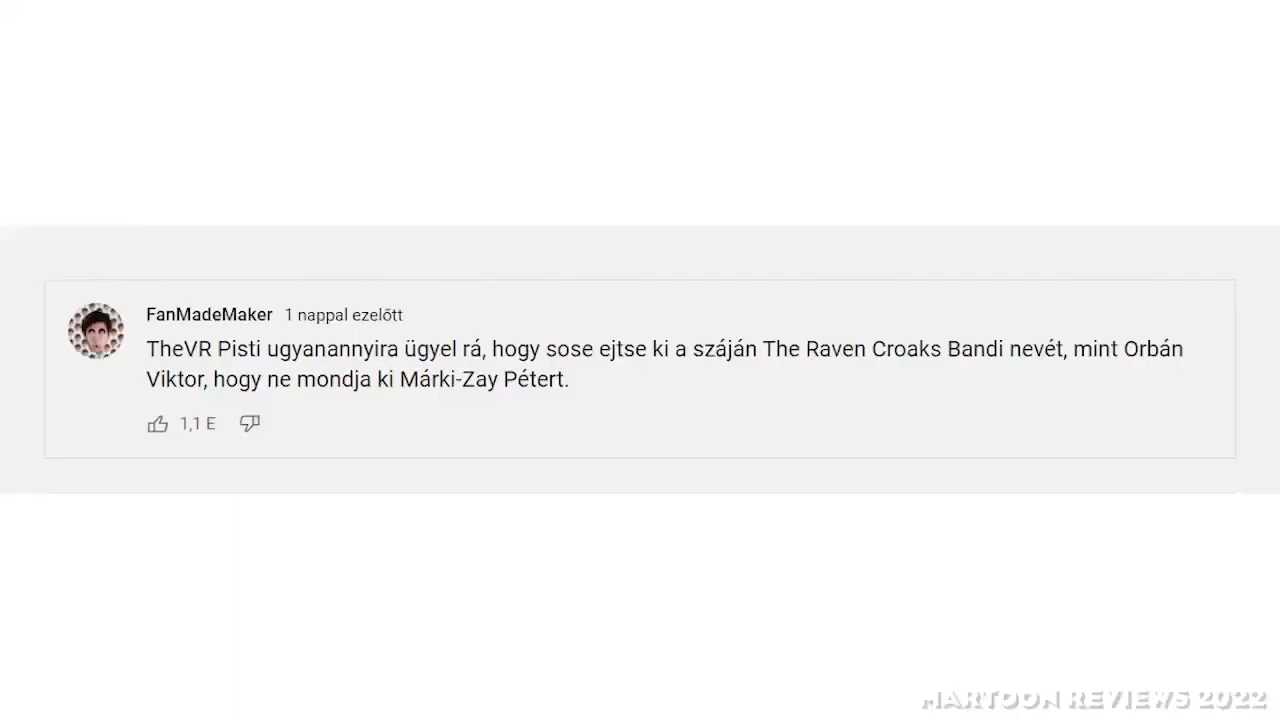 FanMadeMaker 1 nappal ezelőtt
TheVR Pisti ugyanannyira ügyel rá, hogy sose ejtse ki a száján The Raven Croaks Bandi nevét, mint Orbán
Viktor, hogy ne mondja ki Márki-Zay Pétert.
1,1 E
MARTOON REVIEWS 2022